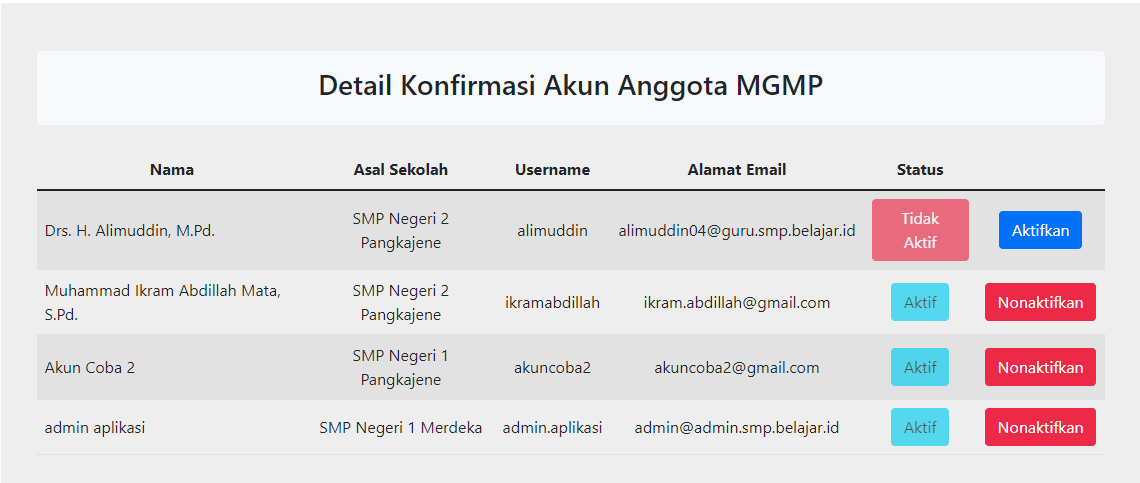 Detail Konfirmasi Akun Anggota MGMP
Nama Asal Sekolah Username Alamat Email Status
Drs. H. Alimuddin, M.Pd. SMP Negeri 2 Pangkajene alimuddin alimuddin04@guru.smp.belajar.id Tidak Aktif Aktifkan
Muhammad Ikram Abdillah Mata, S.Pd. SMP Negeri 2 Pangkajene ikramabdillah ikram.abdillah@gmail.com Aktif Nonaktifkan
Akun Coba 2 SMP Negeri 1 Pangkajene akuncoba2 akuncoba2@gmail.com Aktif Nonaktifkan
admin aplikasi SMP Negeri 1 Merdeka admin.aplikasi admin@admin.smp.belajar.id Aktif Nonaktifkan